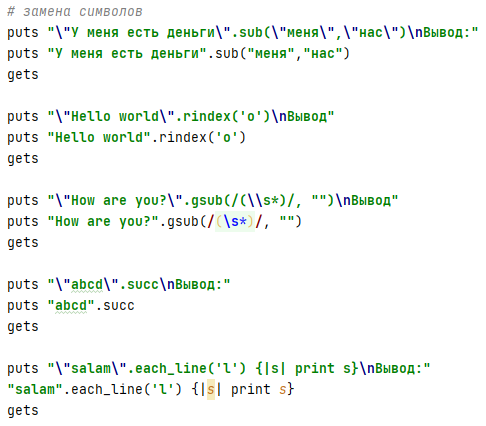 # замена символов
puts "\"У меня есть деньги\".sub(\"меня\",\"нас\")\nВывод:"
puts "У меня есть деньги".sub("меня","нас")
gets
puts "\"Hello world\".rindex('o')\nВывод"
puts "Hello world".rindex('o')
gets
puts "\"How are you?\".gsub(/(\\s*)/, "")\nВывод"
puts "How are you?".gsub(/(\s*)/, "")
gets
puts "\"abcd\".succ\nВывод:"
puts "abcd".succ
gets
puts "\"salam\".each_line('l') {|s| print s}\nВывод:"
"salam".each_line('l') {|s| print s}
gets